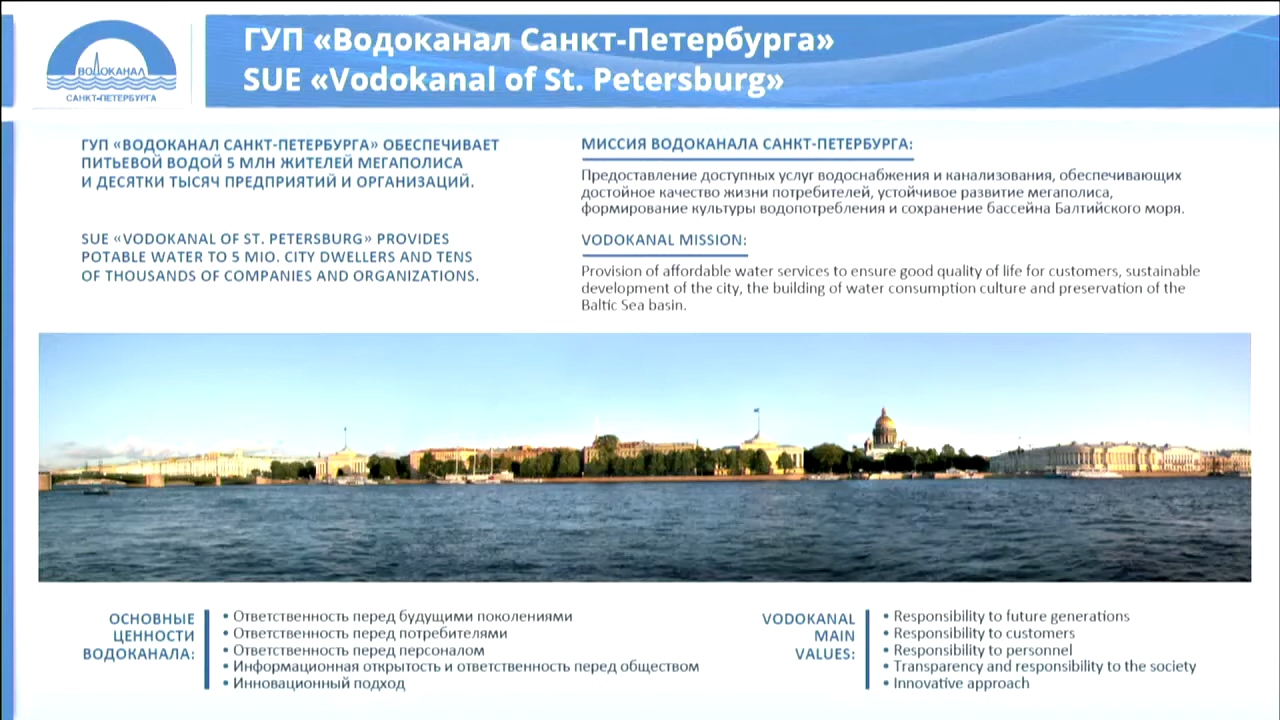 ВОДОКАНАЛ
САНКТ-ПЕТЕРБУРГА
ГУП «Водоканал Санкт-Петербурга»
SUE «Vodokanal of St. Petersburg»
ГУП «ВОДОКАНАЛ САНКТ-ПЕТЕРБУРГА» ОБЕСПЕЧИВАЕТ
ПИТЬЕВОЙ ВОДОЙ 5 МЛН ЖИТЕЛЕЙ МЕГАПОЛИСА
И ДЕСЯТКИ ТЫСЯЧ ПРЕДПРИЯТИЙ И ОРГАНИЗАЦИЙ.
SUE «VODOKANAL OF ST. PETERSBURG» PROVIDES
POTABLE WATER TO 5 MIO. CITY DWELLERS AND TENS
OF THOUSANDS OF COMPANIES AND ORGANIZATIONS.
МИССИЯ ВОДОКАНАЛА САНКТ-ПЕТЕРБУРГА:
Предоставление доступных услуг водоснабжения и канализования, обеспечивающих
достойное качество жизни потребителей, устойчивое развитие мегаполиса,
формирование культуры водопотребления и сохранение бассейна Балтийского моря.
VODOKANAL MISSION:
Provision of affordable water services to ensure good quality of life for customers, sustainable
development of the city, the building of water consumption culture and preservation of the
Baltic Sea basin.
ОСНОВНЫЕ
ЦЕННОСТИ
ВОДОКАНАЛА:
• Ответственность перед будущими поколениями
• Ответственность перед потребителями
• Ответственность перед персоналом
• Информационная открытость и ответственность перед обществом
• Инновационный подход
VODOKANAL
MAIN
VALUES:
• Responsibility to future generations
• Responsibility to customers
• Responsibility to personnel
• Transparency and responsibility to the society
• Innovative approach